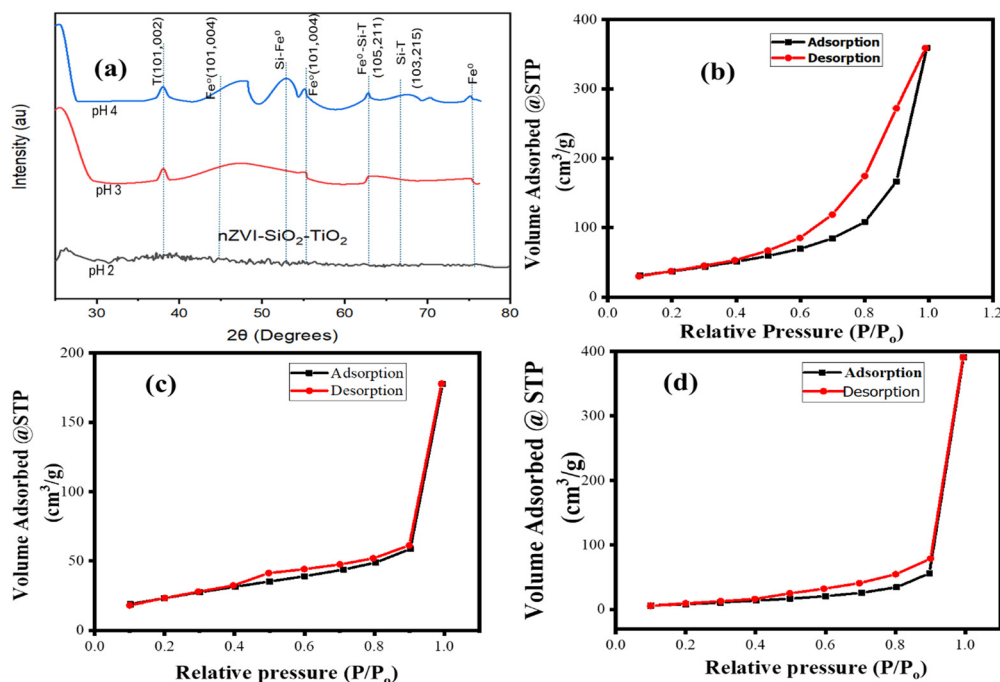 (a)
T(101,002)
Fe⁰(101,004)
Si-Fe⁰
Fe⁰(101,004)
Fe⁰-Si-T
(105,211)
Si-T
(103,215)
Fe⁰
pH 4
pH 3
nZVI-SiO₂-TiO₂
pH 2
Intensity (au)
30 40 50 60 70 80
2θ (Degrees)
(b)
Adsorption
Desorption
Volume Adsorbed @STP
(cm³/g)
400
300
200
100
0
0.0 0.2 0.4 0.6 0.8 1.0 1.2
Relative Pressure (P/Pₒ)
(c)
Adsorption
Desorption
Volume Adsorbed @STP
(cm³/g)
200
150
100
50
0
0.0 0.2 0.4 0.6 0.8 1.0
Relative pressure (P/Pₒ)
(d)
Adsorption
Desorption
Volume Adsorbed @ STP
(cm³/g)
400
300
200
100
0
0.0 0.2 0.4 0.6 0.8 1.0
Relative pressure (P/Pₒ)